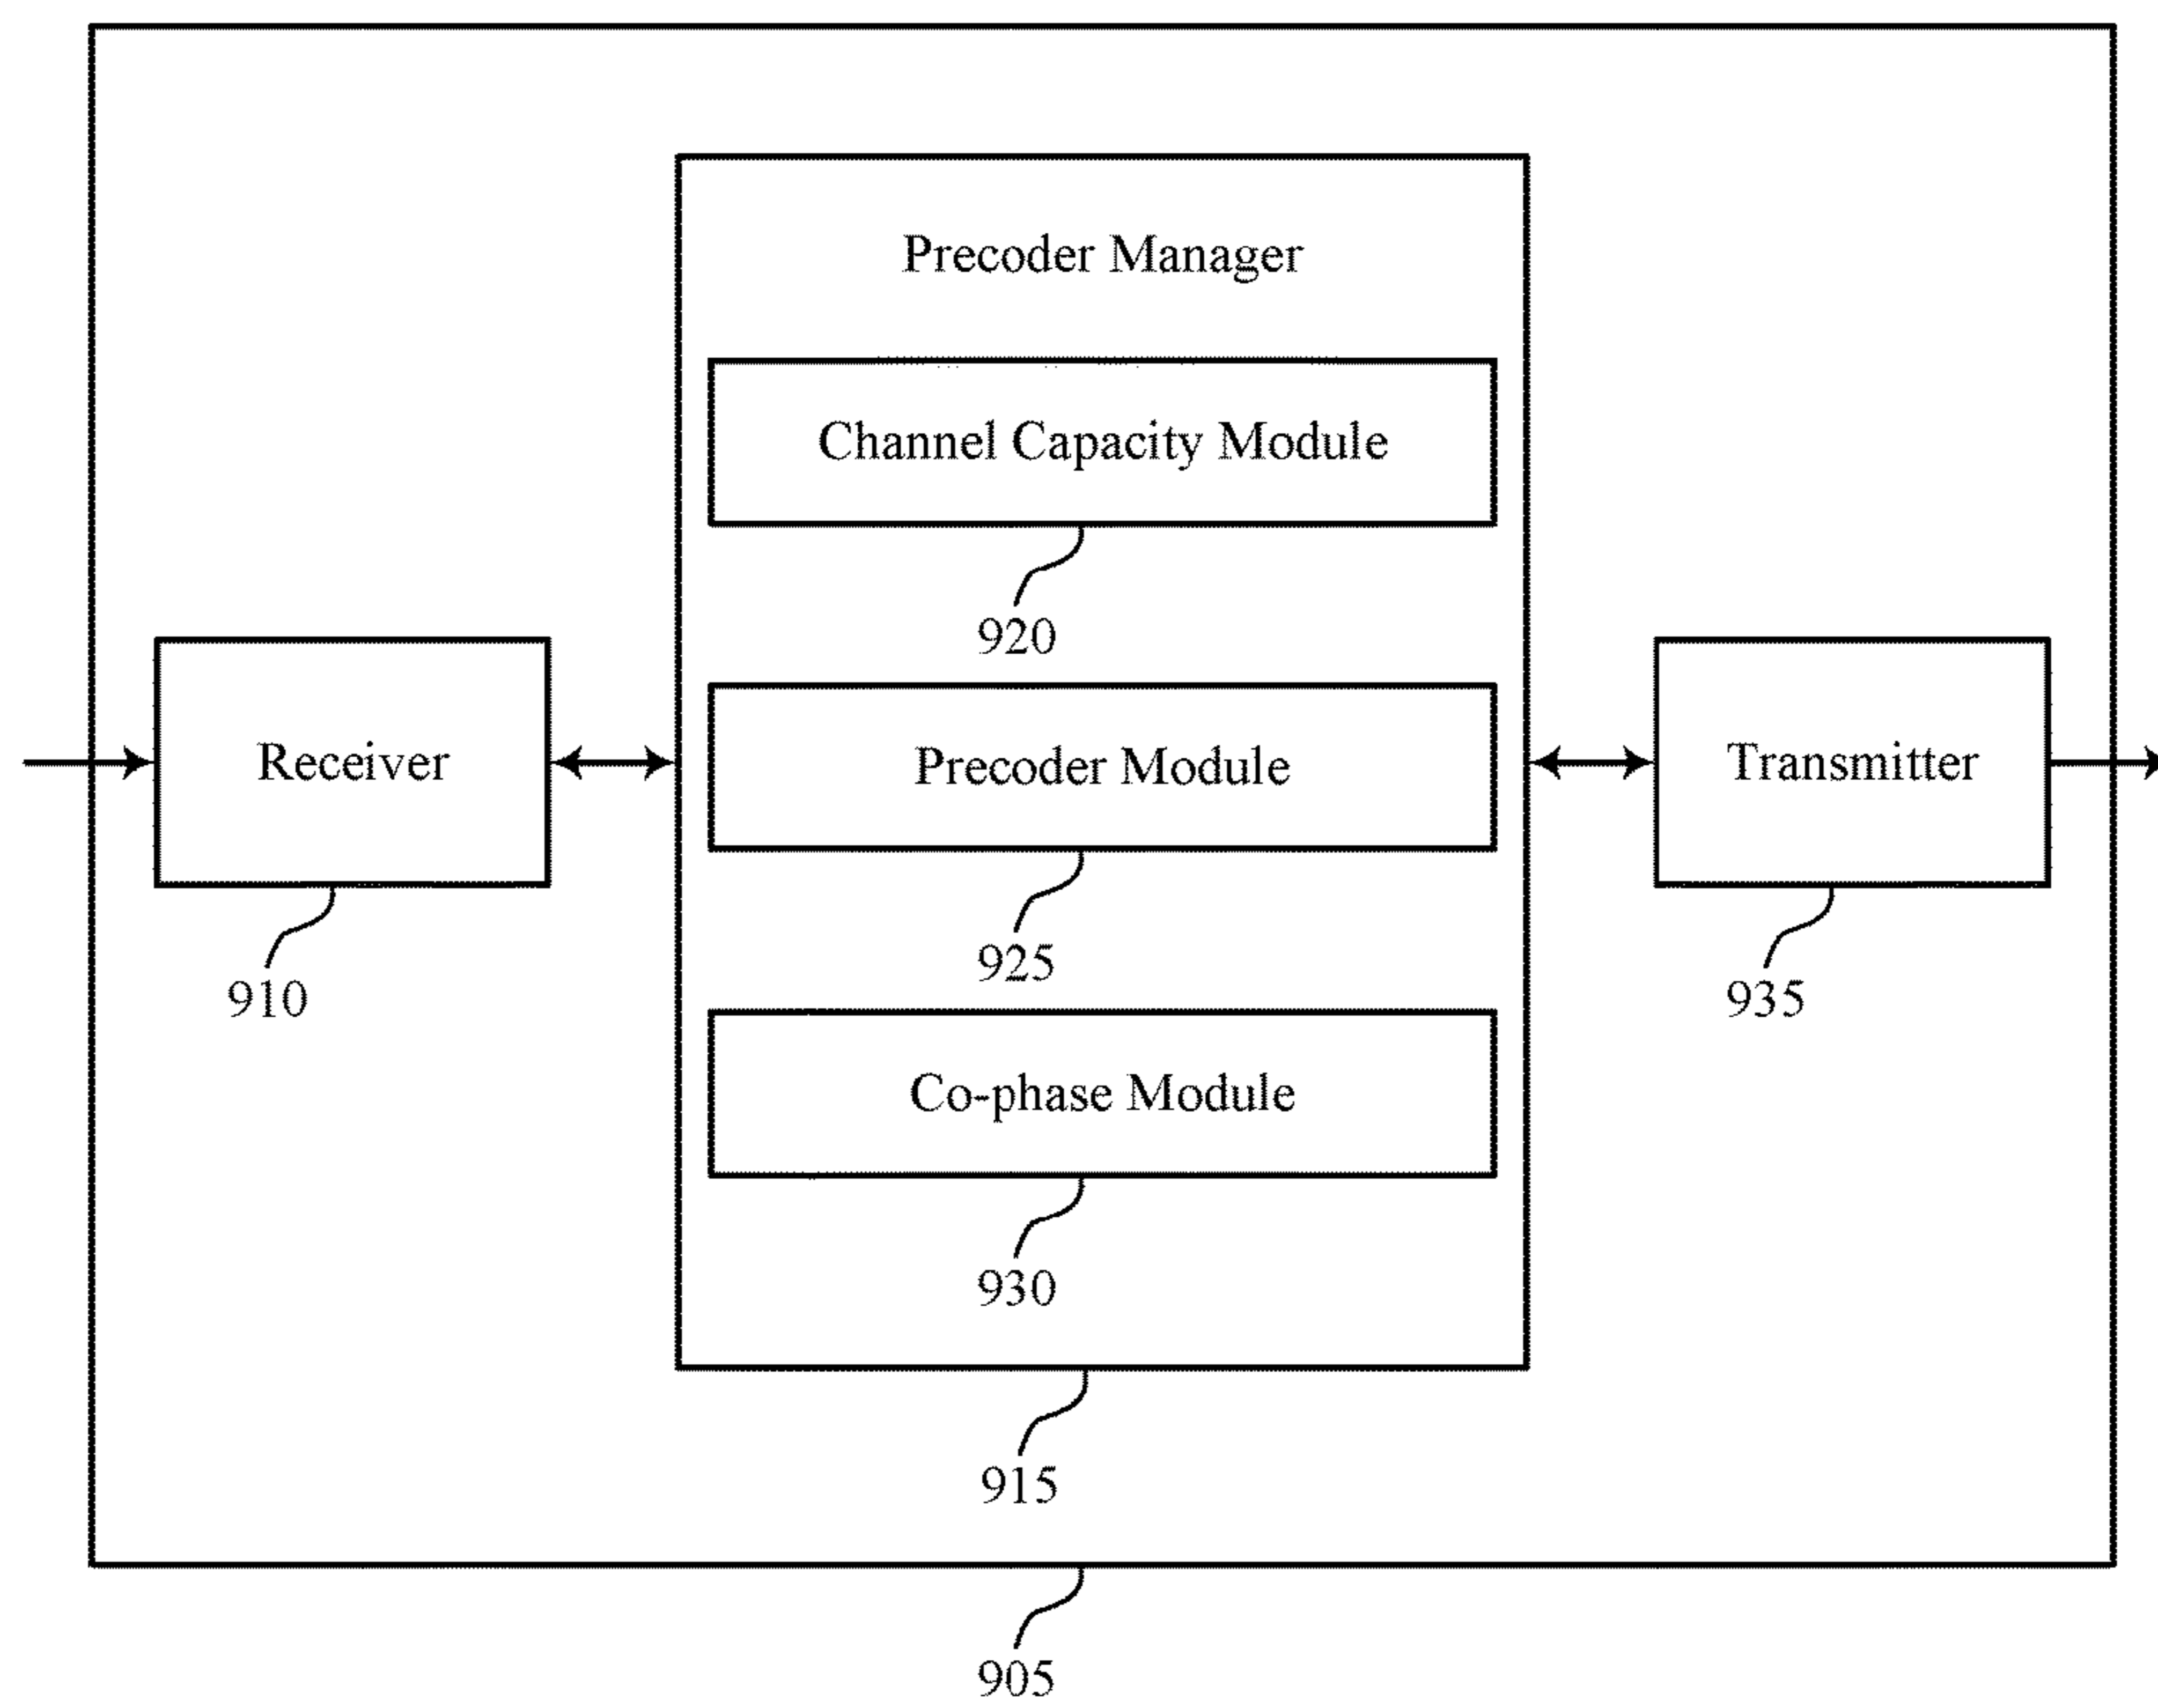 Precoder Manager
Channel Capacity Module
920
Receiver
Precoder Module
Transmitter
910
925
935
Co-phase Module
930
915
905